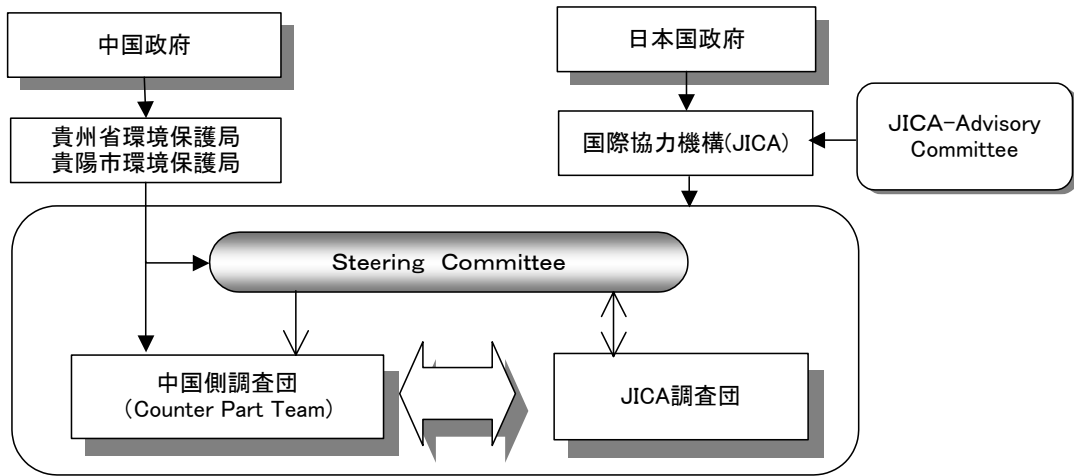 中国政府
日本国政府
貴州省環境保護局
貴陽市環境保護局
国際協力機構(JICA)
JICA-Advisory
Committee
Steering Committee
中国側調査団
(Counter Part Team)
JICA調査団